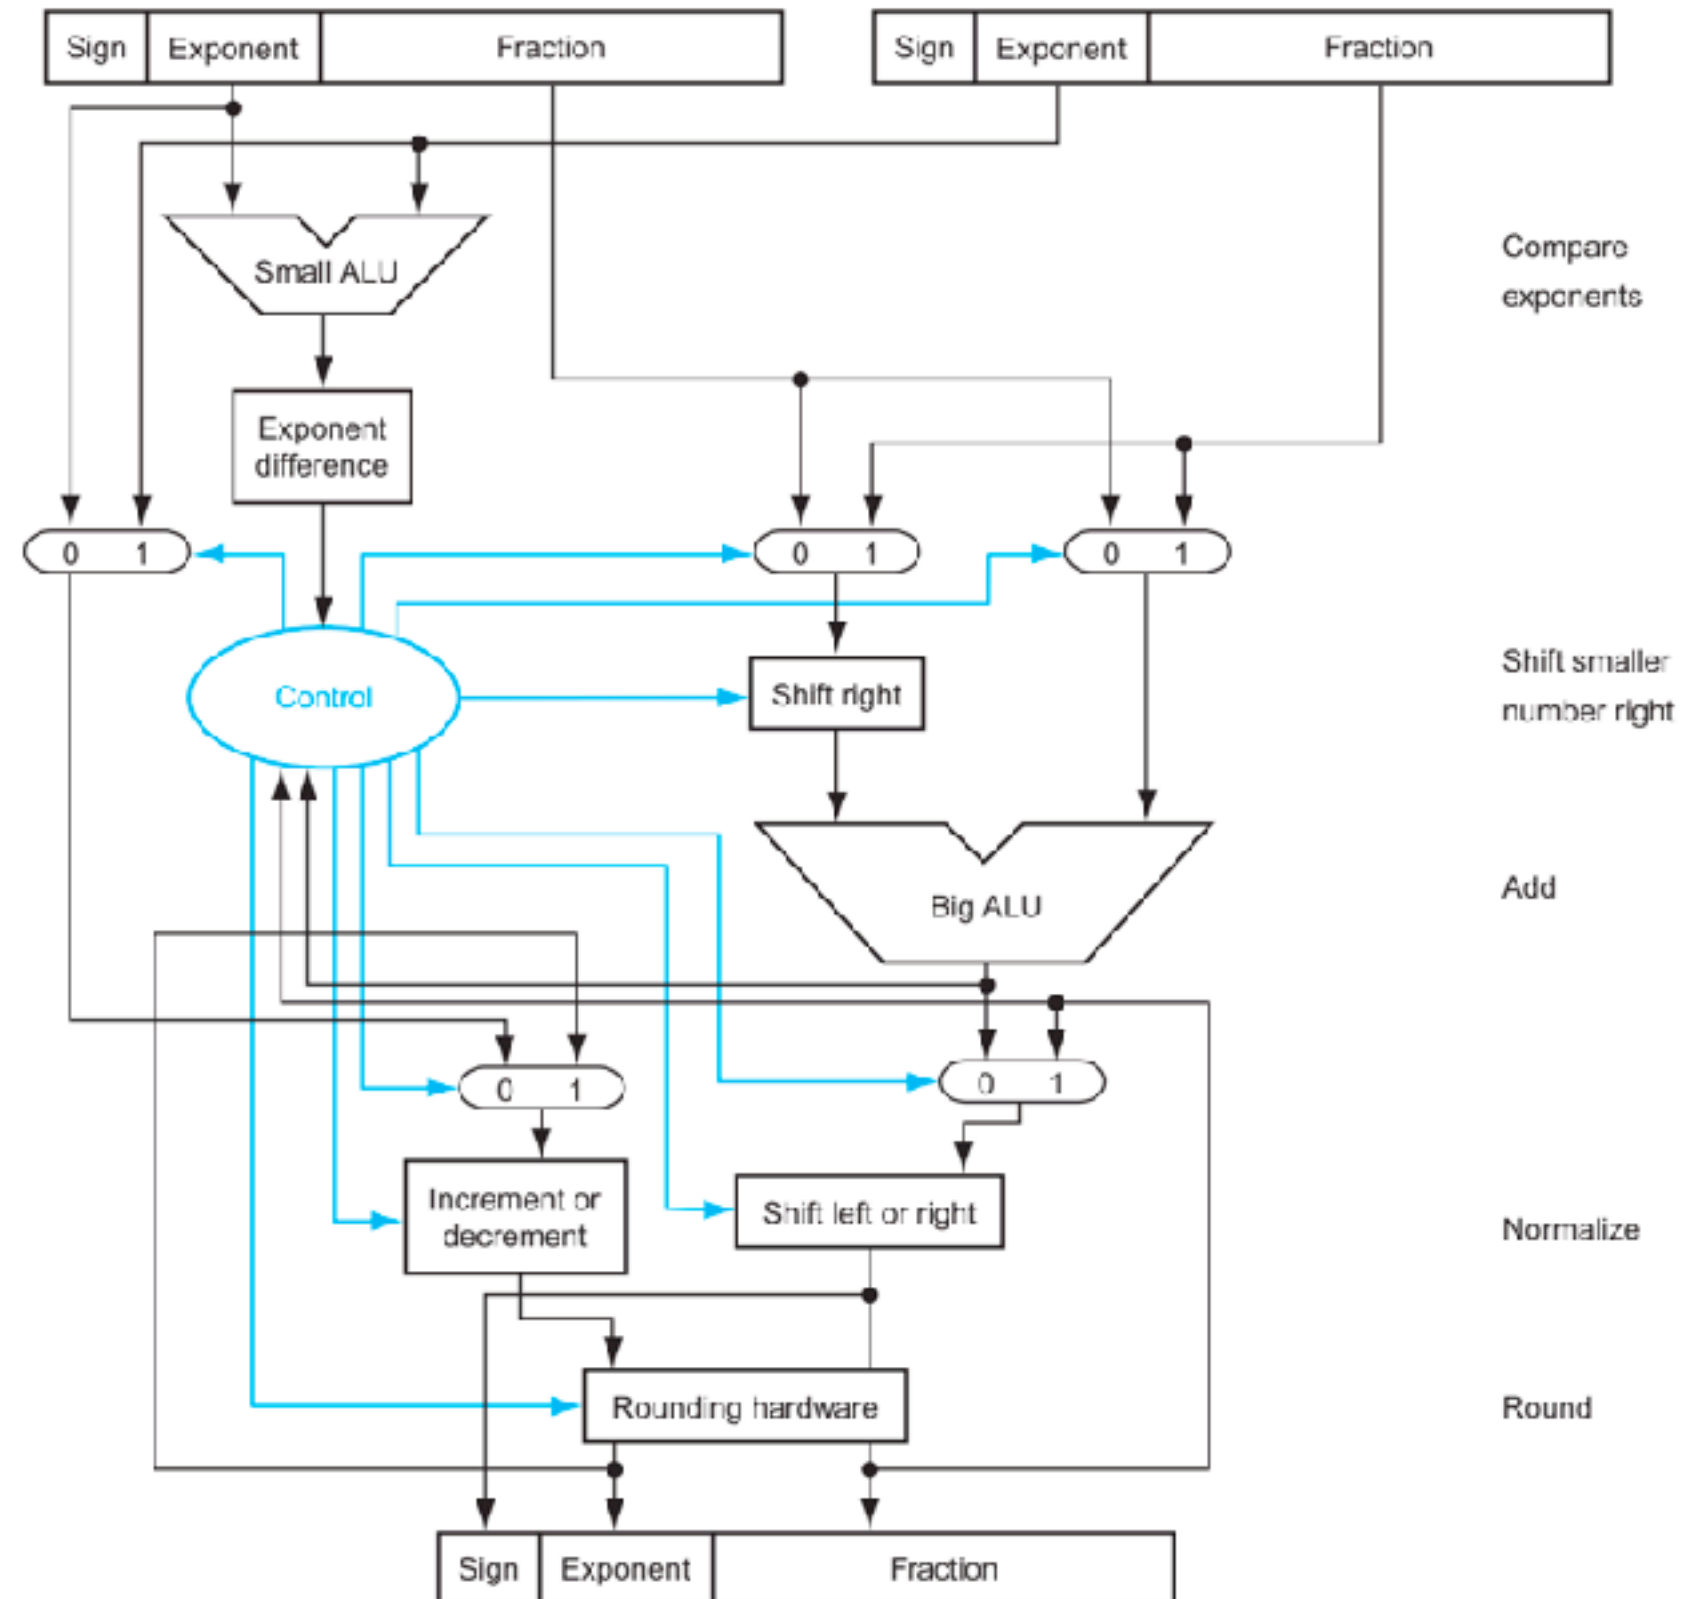 Sign Exponent Fraction Sign Exponent Fraction
Small ALU
Compare
exponents
Exponent
difference
0 1 0 1 0 1
Control
Shift right
Shift smaller
number right
Big ALU
Add
0 1 0 1
Increment or
decrement
Shift left or right
Normalize
Rounding hardware
Round
Sign Exponent Fraction